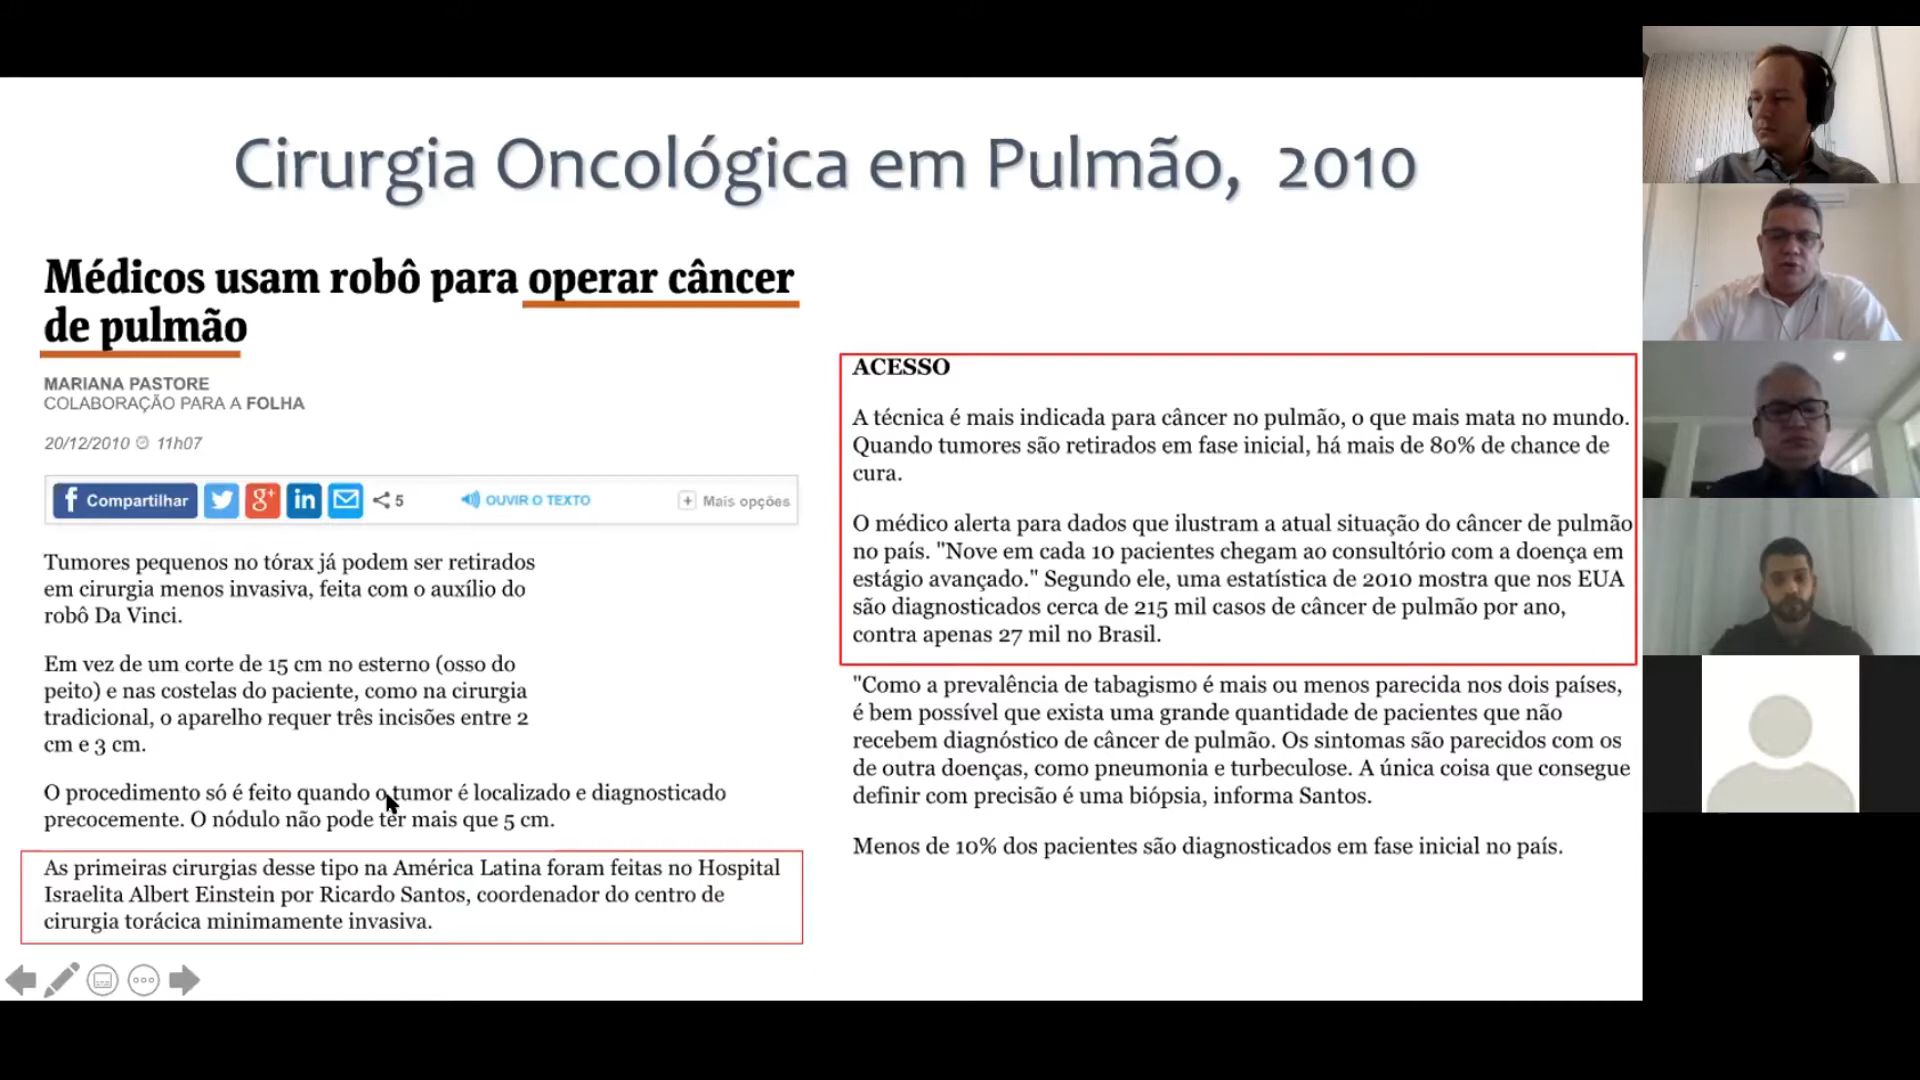 Cirurgia Oncológica em Pulmão, 2010
Médicos usam robô para operar câncer
de pulmão
MARIANA PASTORE
COLABORAÇÃO PARA A FOLHA
20/12/2010 11h07
Compartilhar
5
OUVIR O TEXTO
Mais opções
Tumores pequenos no tórax já podem ser retirados
em cirurgia menos invasiva, feita com o auxílio do
robô Da Vinci.
Em vez de um corte de 15 cm no esterno (osso do
peito) e nas costelas do paciente, como na cirurgia
tradicional, o aparelho requer três incisões entre 2
cm e 3 cm.
O procedimento só é feito quando o tumor é localizado e diagnosticado
precocemente. O nódulo não pode ter mais que 5 cm.
As primeiras cirurgias desse tipo na América Latina foram feitas no Hospital
Israelita Albert Einstein por Ricardo Santos, coordenador do centro de
cirurgia torácica minimamente invasiva.
ACESSO
A técnica é mais indicada para câncer no pulmão, o que mais mata no mundo.
Quando tumores são retirados em fase inicial, há mais de 80% de chance de
cura.
O médico alerta para dados que ilustram a atual situação do câncer de pulmão
no país. "Nove em cada 10 pacientes chegam ao consultório com a doença em
estágio avançado." Segundo ele, uma estatística de 2010 mostra que nos EUA
são diagnosticados cerca de 215 mil casos de câncer de pulmão por ano,
contra apenas 27 mil no Brasil.
"Como a prevalência de tabagismo é mais ou menos parecida nos dois países,
é bem possível que exista uma grande quantidade de pacientes que não
recebem diagnóstico de câncer de pulmão. Os sintomas são parecidos com os
de outra doenças, como pneumonia e turbeculose. A única coisa que consegue
definir com precisão é uma biópsia, informa Santos.
Menos de 10% dos pacientes são diagnosticados em fase inicial no país.